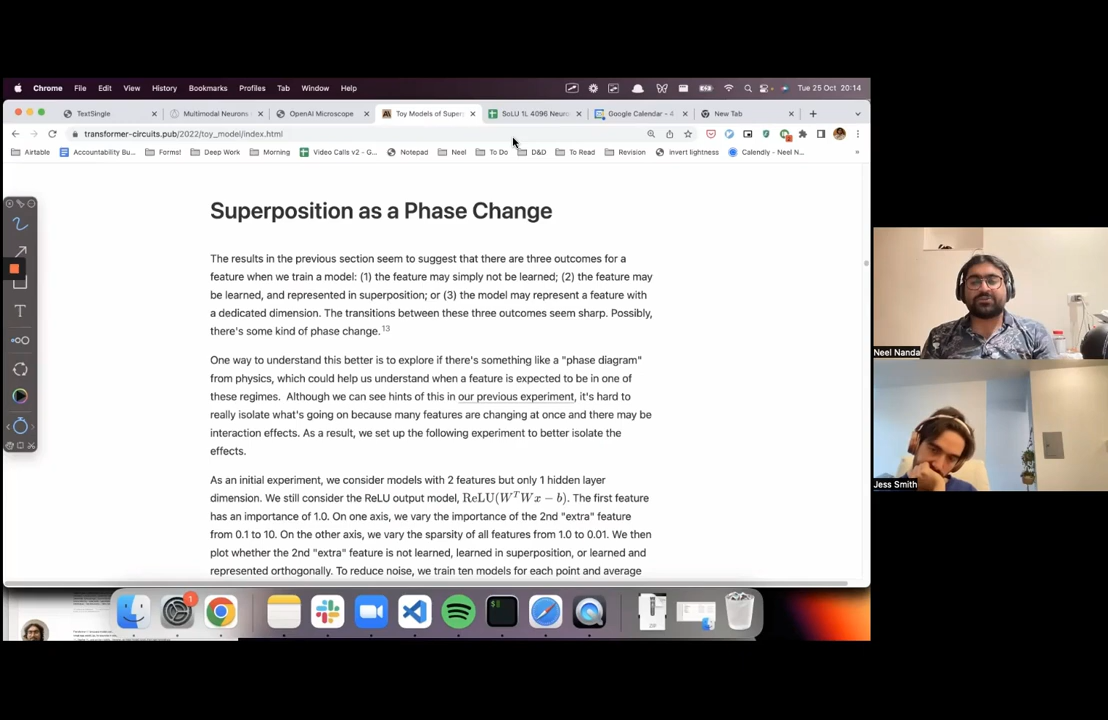 Chrome File Edit View History Bookmarks Profiles Tab Window Help Tue 25 Oct 20:14
TextSingle Multimodal Neurons OpenAI Microscope Toy Models of Super SoLU 1L 4096 Neuro Google Calendar - 4 New Tab
transformer-circuits.pub/2022/toy_model/index.html
Airtable Accountability Bu... Forms! Deep Work Morning Video Calls v2 - G... Notepad Neel To Do D&D To Read Revision invert lightness Calendly - Neel N... »
Superposition as a Phase Change
The results in the previous section seem to suggest that there are three outcomes for a
feature when we train a model: (1) the feature may simply not be learned; (2) the feature may
be learned, and represented in superposition; or (3) the model may represent a feature with
a dedicated dimension. The transitions between these three outcomes seem sharp. Possibly,
there's some kind of phase change.13
One way to understand this better is to explore if there's something like a "phase diagram"
from physics, which could help us understand when a feature is expected to be in one of
these regimes. Although we can see hints of this in our previous experiment, it's hard to
really isolate what's going on because many features are changing at once and there may be
interaction effects. As a result, we set up the following experiment to better isolate the
effects.
As an initial experiment, we consider models with 2 features but only 1 hidden layer
dimension. We still consider the ReLU output model, ReLU(WᵀWx − b). The first feature
has an importance of 1.0. On one axis, we vary the importance of the 2nd "extra" feature
from 0.1 to 10. On the other axis, we vary the sparsity of all features from 1.0 to 0.01. We then
plot whether the 2nd "extra" feature is not learned, learned in superposition, or learned and
represented orthogonally. To reduce noise, we train ten models for each point and average
Neel Nanda
Jess Smith
1